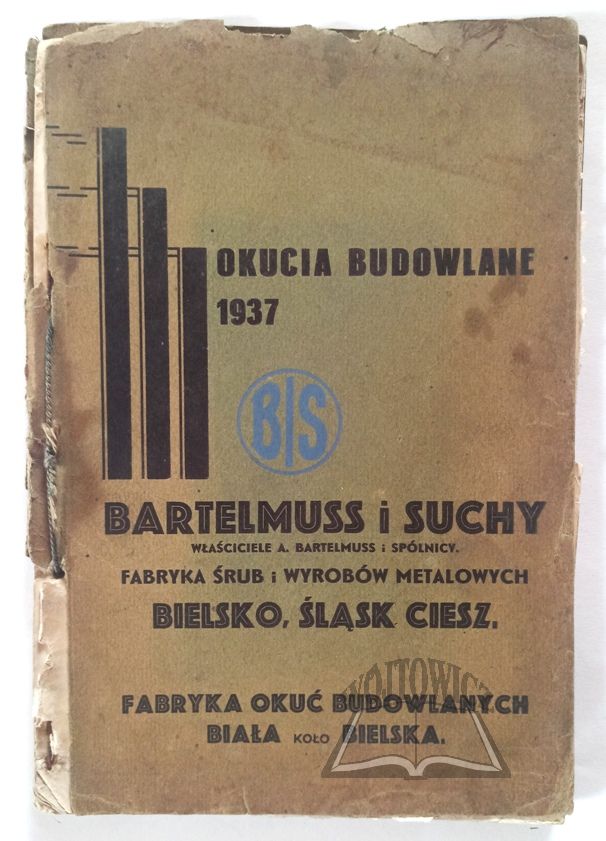 OKUCIA BUDOWLANE
1937
B|S
BARTELMUSS i SUCHY
WŁAŚCICIELE A. BARTELMUSS i SPÓLNICY.
FABRYKA ŚRUB i WYROBÓW METALOWYCH
BIELSKO, ŚLĄSK CIESZ.
WÓJTOWICZ
FABRYKA OKUĆ BUDOWLANYCH
BIAŁA KOŁO BIELSKA.